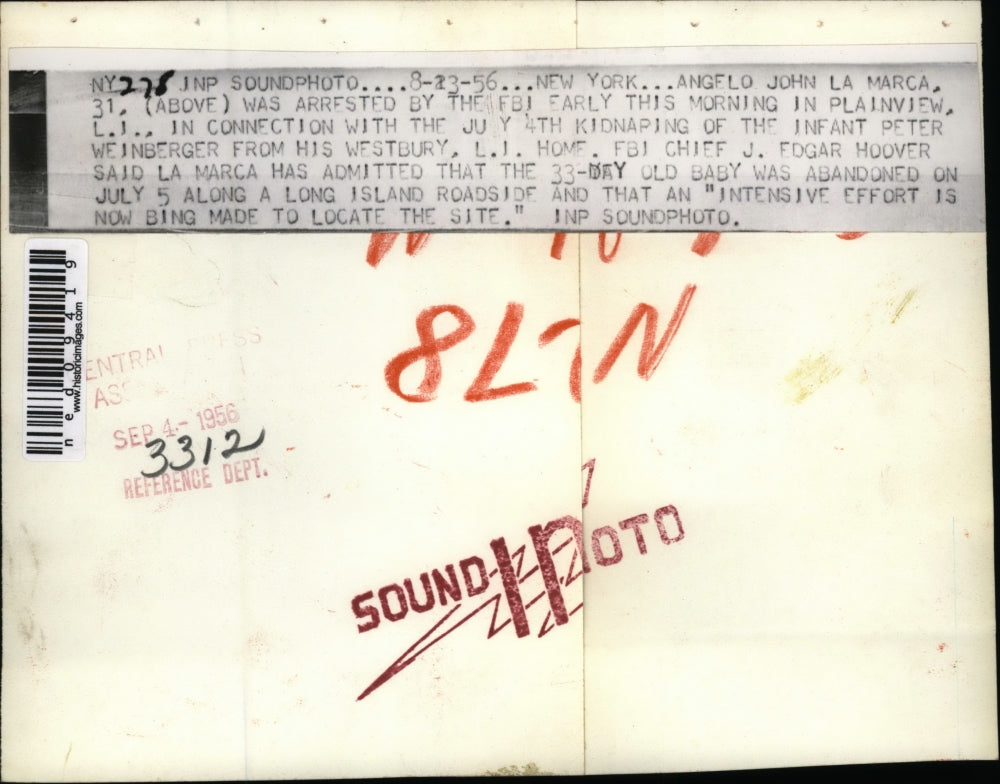 NY278 INP SOUNDPHOTO....8-23-56...NEW YORK....ANGELO JOHN LA MARCA,
31, (ABOVE) WAS ARRESTED BY THE FBI EARLY THIS MORNING IN PLAINVIEW,
L.I., IN CONNECTION WITH THE JULY 4TH KIDNAPING OF THE INFANT PETER
WEINBERGER FROM HIS WESTBURY, L.I. HOME. FBI CHIEF J. EDGAR HOOVER
SAID LA MARCA HAS ADMITTED THAT THE 33-DAY OLD BABY WAS ABANDONED ON
JULY 5 ALONG A LONG ISLAND ROADSIDE AND THAT AN "INTENSIVE EFFORT IS
NOW BING MADE TO LOCATE THE SITE." INP SOUNDPHOTO.
ned09419
www.historicimages.com
SEP 4- 1956
3312
REFERENCE DEPT.
SOUNDPHOTO